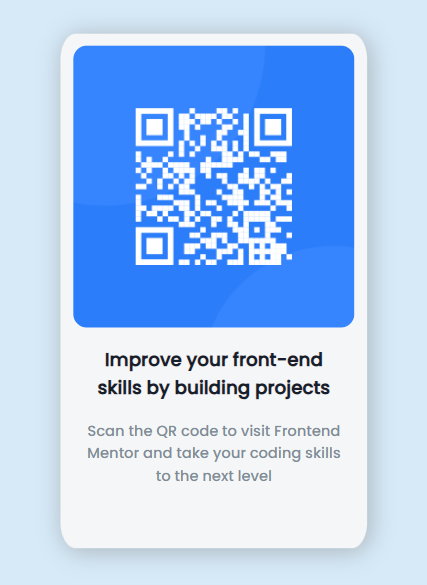 Improve your front-end
skills by building projects
Scan the QR code to visit Frontend
Mentor and take your coding skills
to the next level